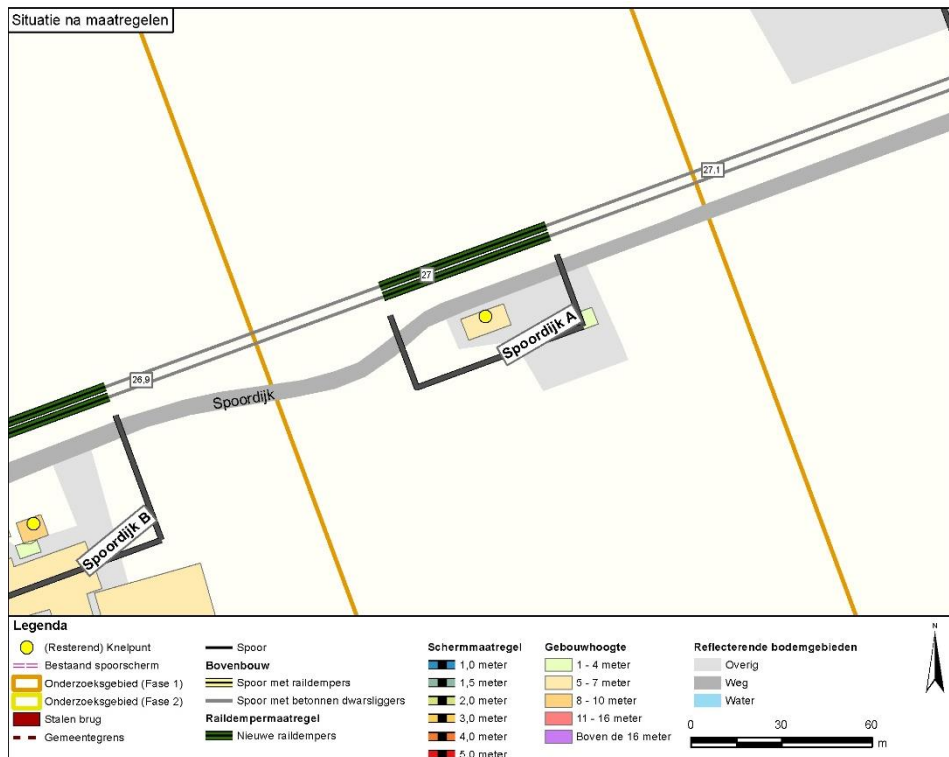 Situatie na maatregelen
27,1
27
Spoordijk A
26,9
Spoordijk
Spoordijk B
Legenda
(Resterend) Knelpunt
Bestaand spoorscherm
Onderzoeksgebied (Fase 1)
Onderzoeksgebied (Fase 2)
Stalen brug
Gemeentegrens
Spoor
Bovenbouw
Spoor met raildempers
Spoor met betonnen dwarsliggers
Raildempermaatregel
Nieuwe raildempers
Schermmaatregel
1,0 meter
1,5 meter
2,0 meter
3,0 meter
4,0 meter
5,0 meter
Gebouwhoogte
1 - 4 meter
5 - 7 meter
8 - 10 meter
11 - 16 meter
Boven de 16 meter
Reflecterende bodemgebieden
Overig
Weg
Water
0 30 60
m
N